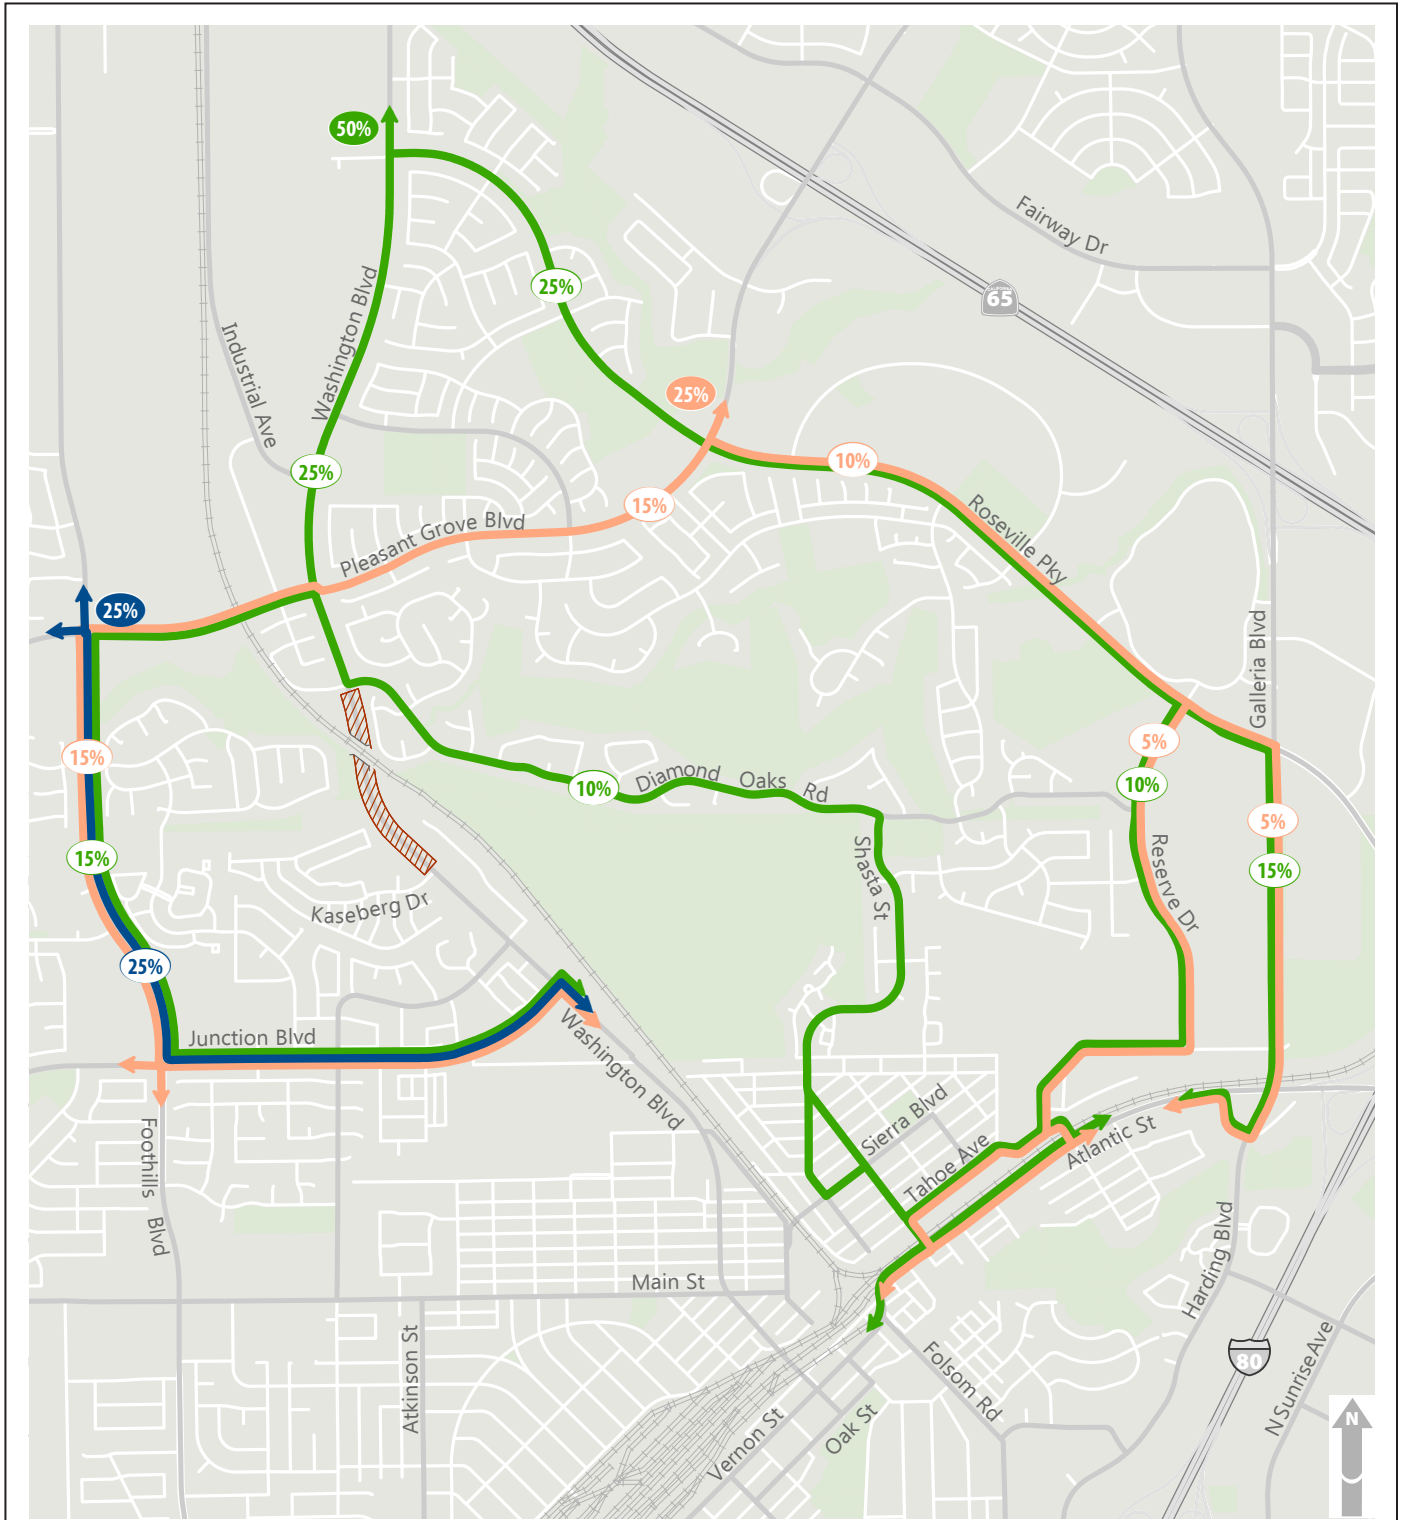 50%
Fairway Dr
25%
Washington Blvd
CALIFORNIA
65
Industrial Ave
25%
10%
25%
15%
Roseville Pky
Pleasant Grove Blvd
25%
Galleria Blvd
5%
15%
Diamond Oaks Rd
10%
10%
5%
Shasta St
Reserve Dr
15%
15%
Kaseberg Dr
25%
Junction Blvd
Washington Blvd
Sierra Blvd
Atlantic St
Tahoe Ave
Foothills Blvd
Harding Blvd
Main St
Atkinson St
80
N Sunrise Ave
Folsom Rd
Oak St
Vernon St
N